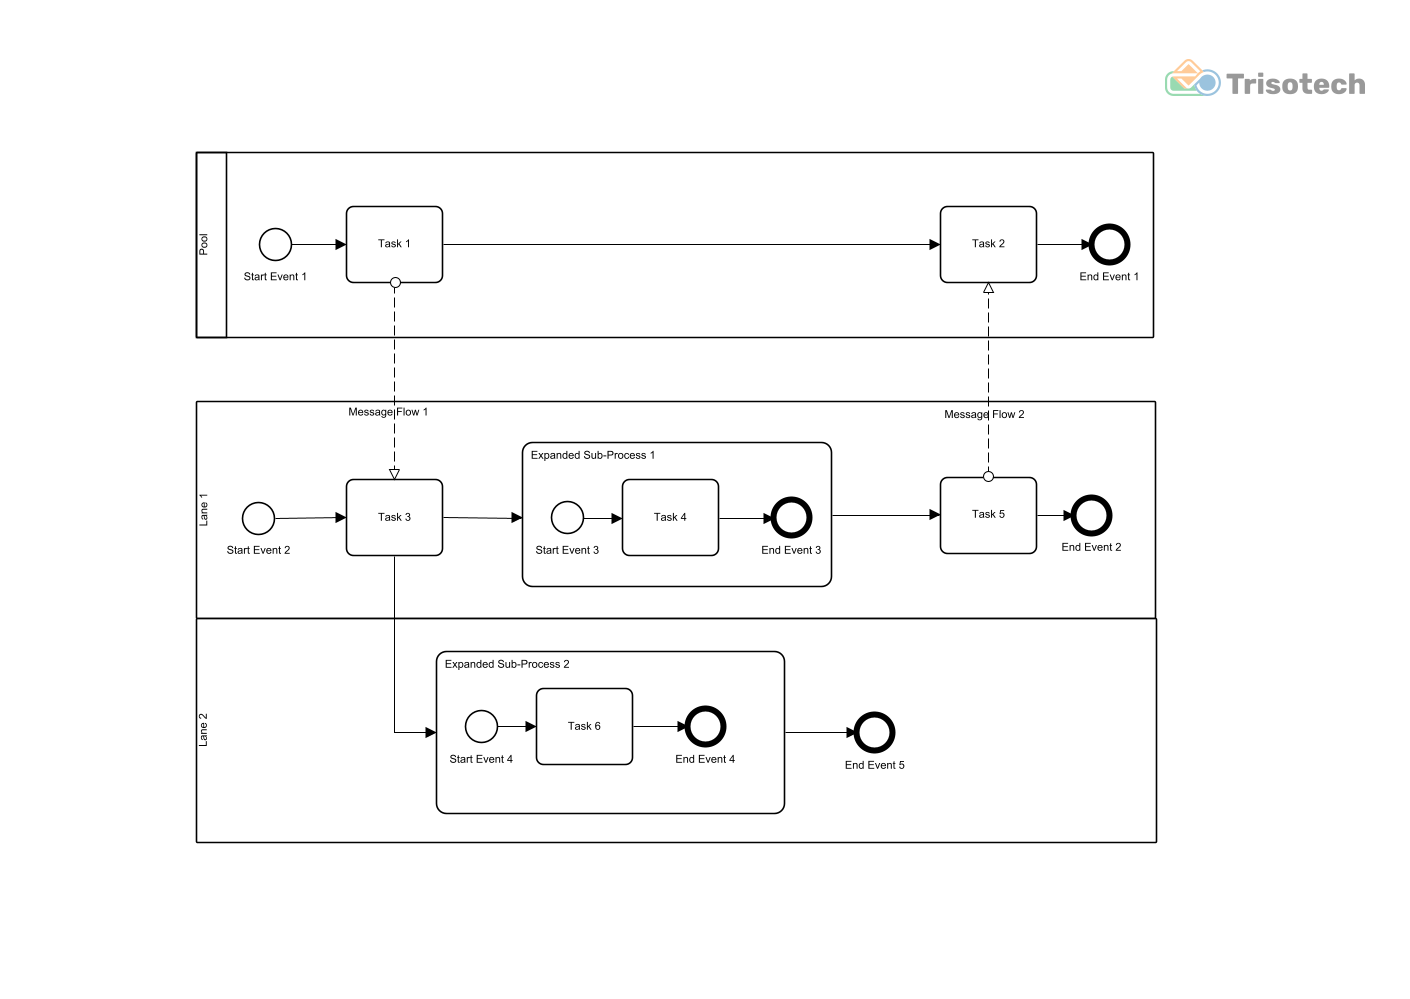 Trisotech
Pool
Task 1
Task 2
Start Event 1
End Event 1
Message Flow 1
Message Flow 2
Lane 1
Expanded Sub-Process 1
Task 3
Task 4
Task 5
Start Event 2
Start Event 3
End Event 3
End Event 2
Lane 2
Expanded Sub-Process 2
Task 6
Start Event 4
End Event 4
End Event 5